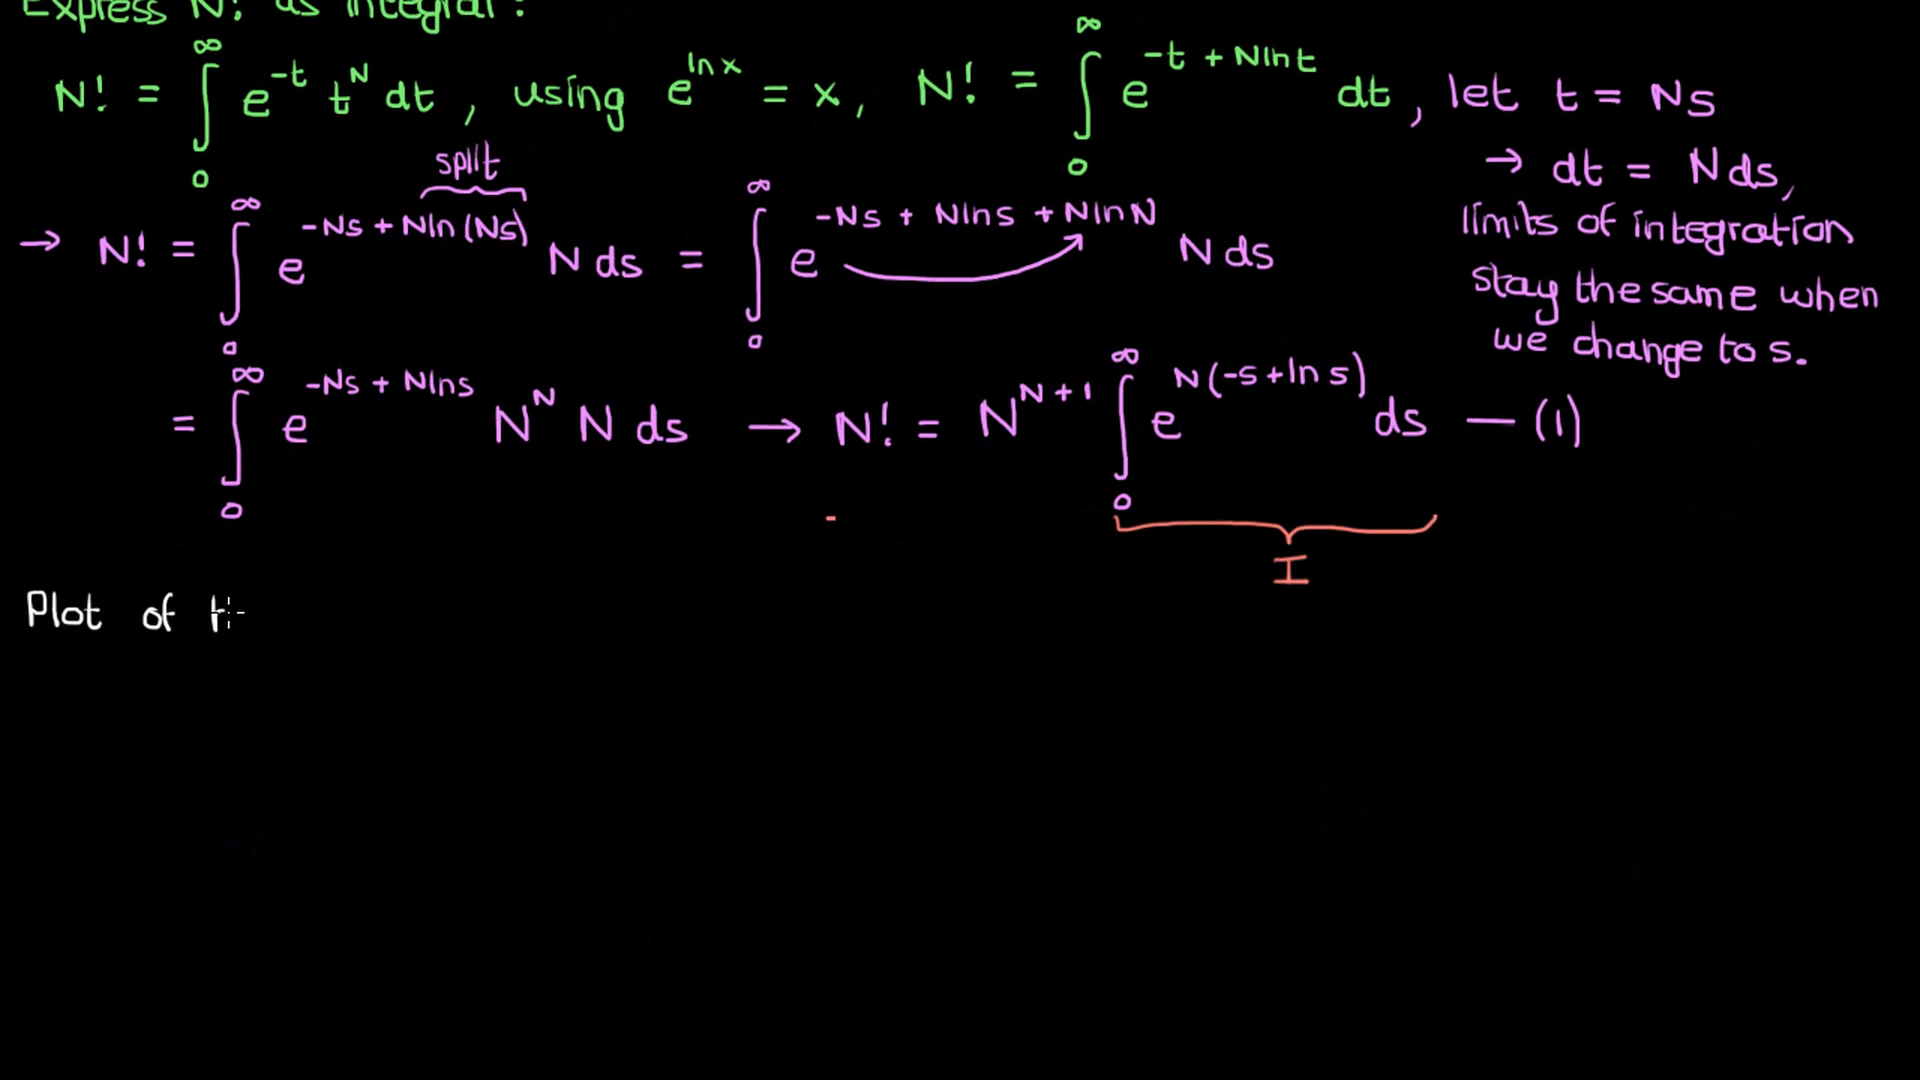 Express N! as integral:
N! = ∫₀^∞ e^{-t} t^N dt , using e^{ln x} = x, N! = ∫₀^∞ e^{-t + N ln t} dt , let t = Ns
→ dt = N ds,
limits of integration
stay the same when
we change to s.
split
→ N! = ∫₀^∞ e^{-Ns + N ln (Ns)} N ds = ∫₀^∞ e^{-Ns + N ln s + N ln N} N ds
= ∫₀^∞ e^{-Ns + N ln s} N^N N ds → N! = N^{N+1} ∫₀^∞ e^{N(-s + ln s)} ds — (1)
I
Plot of